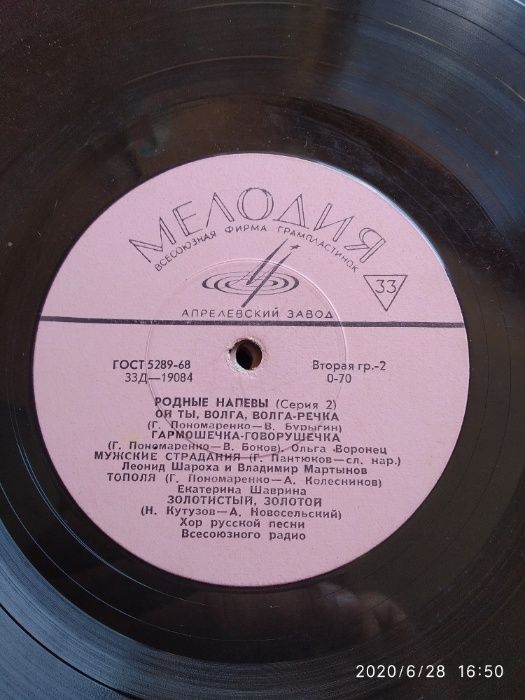 МЕЛОДИЯ
ВСЕСОЮЗНАЯ ФИРМА ГРАМПЛАСТИНОК
33
АПРЕЛЕВСКИЙ ЗАВОД
ГОСТ 5289-68 Вторая гр.-2
33Д—19084 0-70
РОДНЫЕ НАПЕВЫ (Серия 2)
ОЙ ТЫ, ВОЛГА, ВОЛГА-РЕЧКА
(Г. Пономаренко—В. Бурыгин)
ГАРМОШЕЧКА-ГОВОРУШЕЧКА
(Г. Пономаренко—В. Боков), Ольга Воронец
МУЖСКИЕ СТРАДАНИЯ (Г. Пантюков—сл. нар.)
Леонид Шароха и Владимир Мартынов
ТОПОЛЯ (Г. Пономаренко—А. Колесников)
Екатерина Шаврина
ЗОЛОТИСТЫЙ, ЗОЛОТОЙ
(Н. Кутузов—А. Новосельский)
Хор русской песни
Всесоюзного радио
2020/6/28 16:50